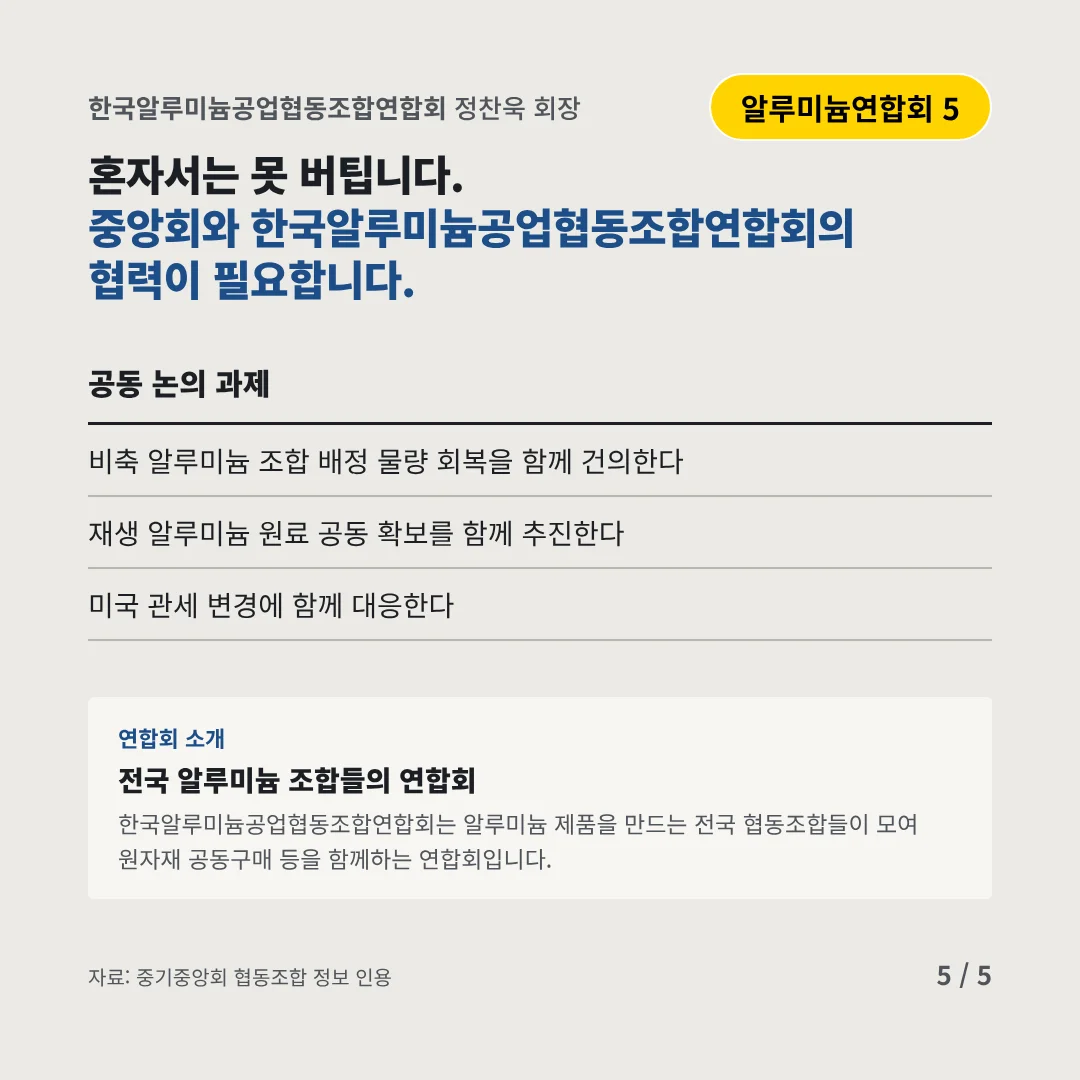 한국알루미늄공업협동조합연합회 정찬욱 회장
알루미늄연합회 5
혼자서는 못 버팁니다.
중앙회와 한국알루미늄공업협동조합연합회의
협력이 필요합니다.
공동 논의 과제
비축 알루미늄 조합 배정 물량 회복을 함께 건의한다
재생 알루미늄 원료 공동 확보를 함께 추진한다
미국 관세 변경에 함께 대응한다
연합회 소개
전국 알루미늄 조합들의 연합회
한국알루미늄공업협동조합연합회는 알루미늄 제품을 만드는 전국 협동조합들이 모여
원자재 공동구매 등을 함께하는 연합회입니다.
자료: 중기중앙회 협동조합 정보 인용
5 / 5